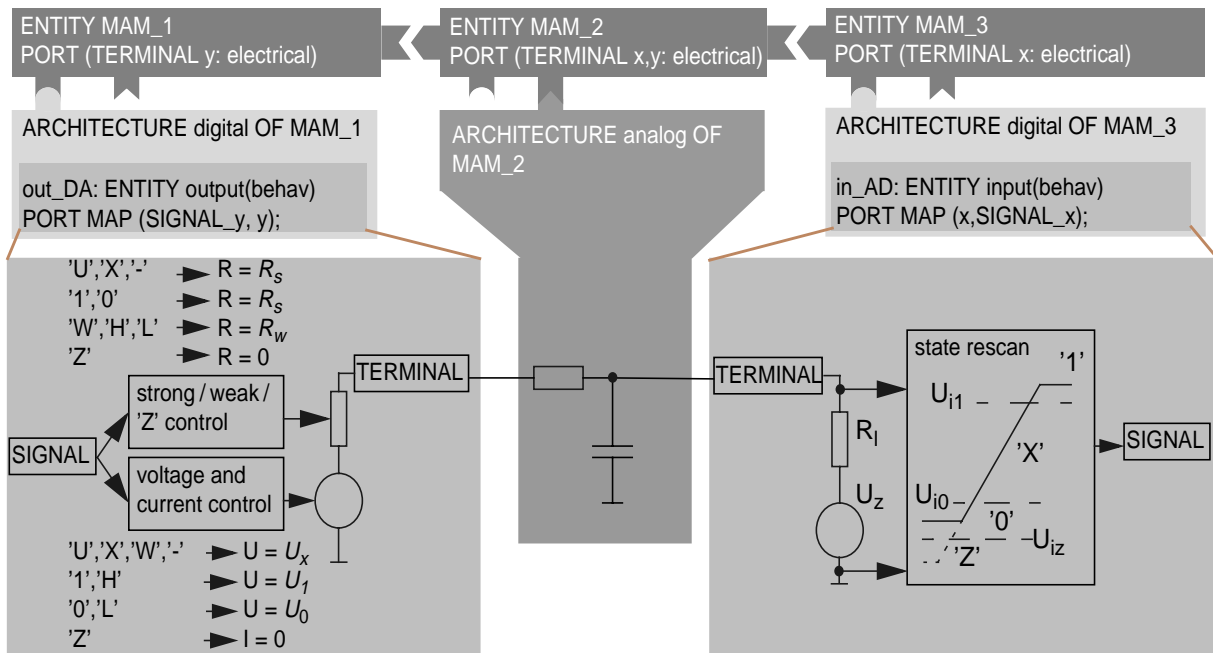 ENTITY MAM_1
PORT (TERMINAL y: electrical)
ENTITY MAM_2
PORT (TERMINAL x,y: electrical)
ENTITY MAM_3
PORT (TERMINAL x: electrical)
ARCHITECTURE digital OF MAM_1
out_DA: ENTITY output(behav)
PORT MAP (SIGNAL_y, y);
ARCHITECTURE analog OF
MAM_2
ARCHITECTURE digital OF MAM_3
in_AD: ENTITY input(behav)
PORT MAP (x,SIGNAL_x);
'U','X','-' R = Rs
'1','0' R = Rs
'W','H','L' R = Rw
'Z' R = 0
TERMINAL
strong / weak /
'Z' control
SIGNAL
voltage and
current control
'U','X','W','-' U = Ux
'1','H' U = U1
'0','L' U = U0
'Z' I = 0
TERMINAL
RI
Uz
state rescan
'1'
Ui1
'X'
Ui0
'0'
Uiz
'Z'
SIGNAL